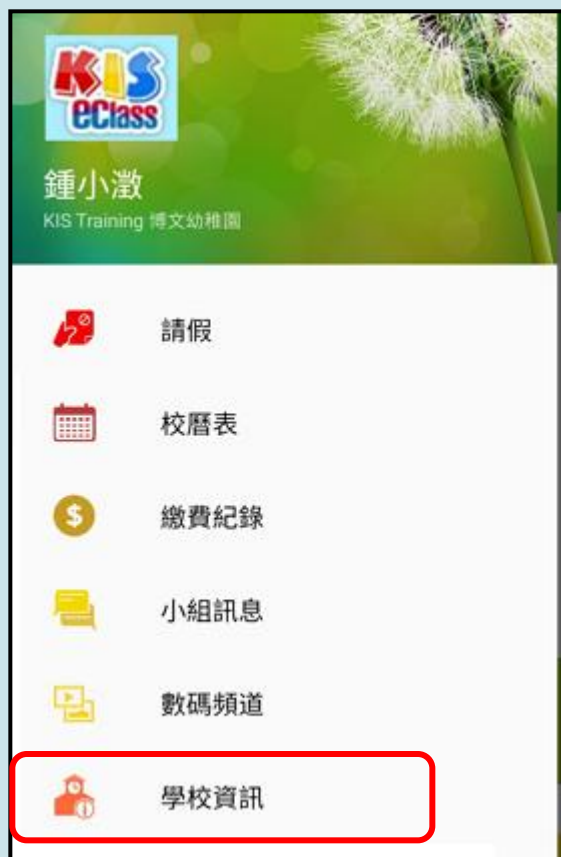 KIS
eClass
鍾小澂
KIS Training 博文幼稚園
請假
校曆表
繳費紀錄
小組訊息
數碼頻道
學校資訊